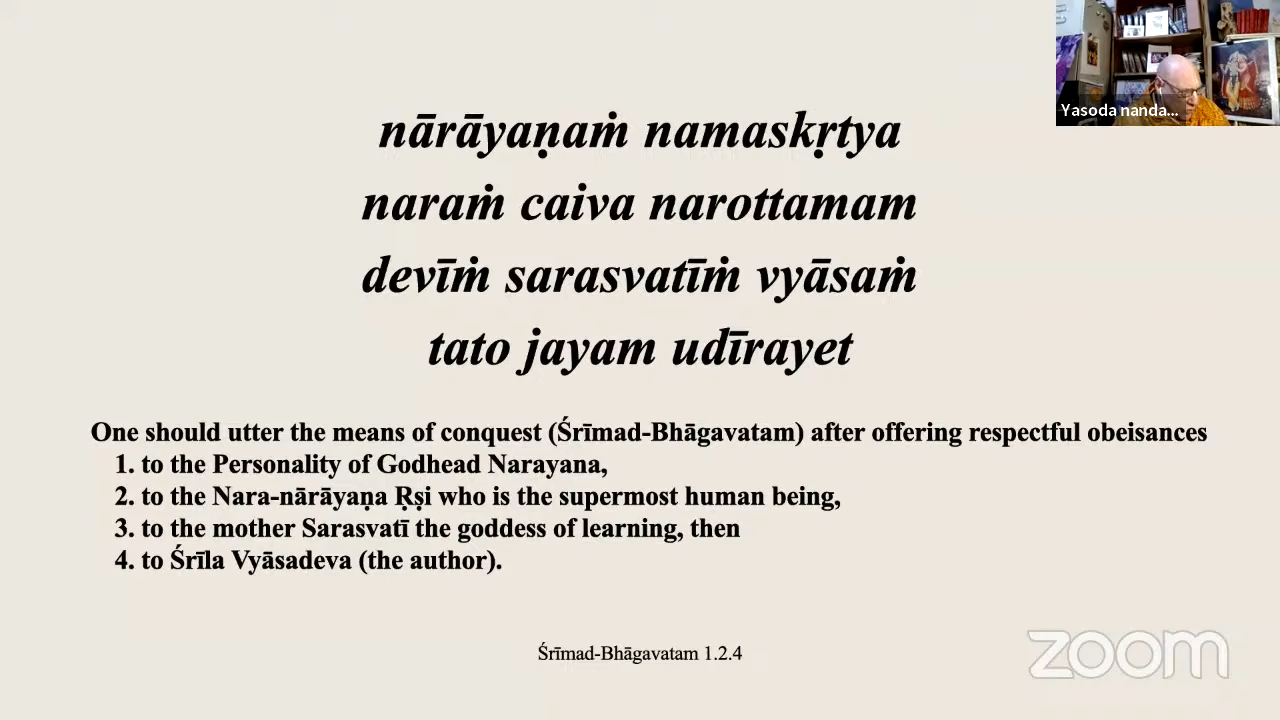 Yasoda nanda...
nārāyaṇaṁ namaskṛtya
naraṁ caiva narottamam
devīṁ sarasvatīṁ vyāsaṁ
tato jayam udīrayet
One should utter the means of conquest (Śrīmad-Bhāgavatam) after offering respectful obeisances
1. to the Personality of Godhead Narayana,
2. to the Nara-nārāyaṇa Ṛṣi who is the supermost human being,
3. to the mother Sarasvatī the goddess of learning, then
4. to Śrīla Vyāsadeva (the author).
Śrīmad-Bhāgavatam 1.2.4
zoom